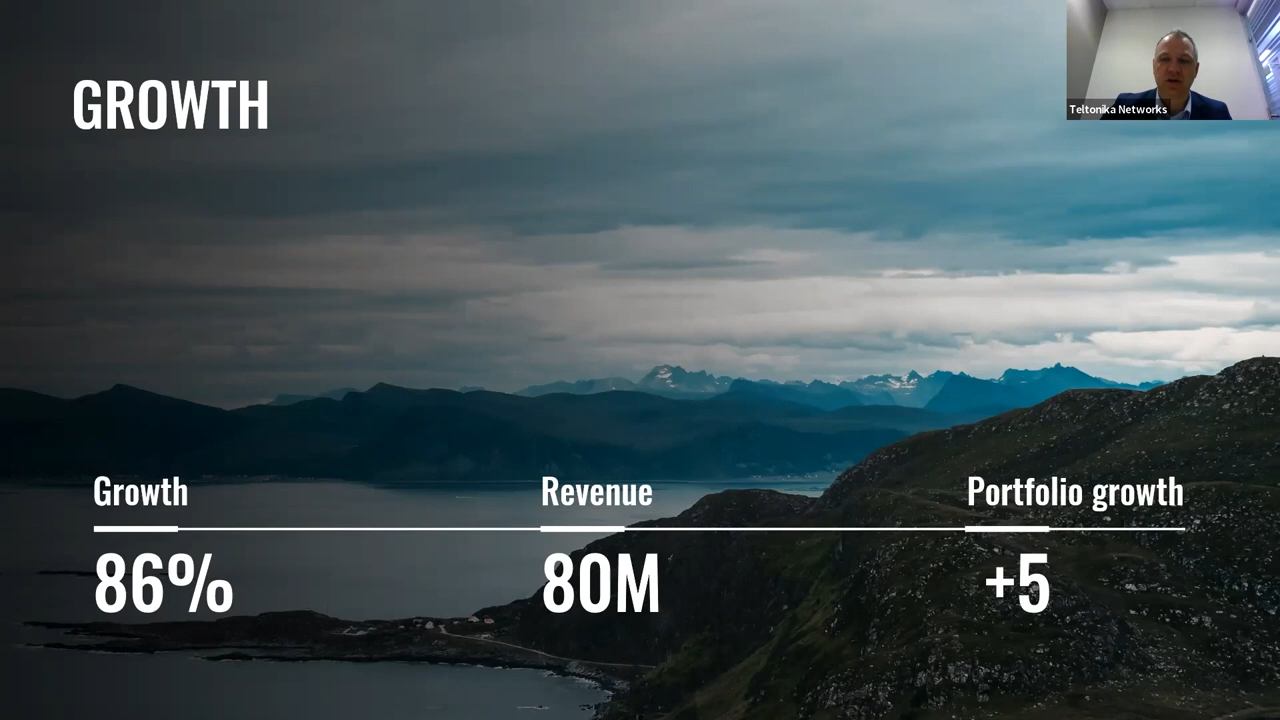 GROWTH
Teltonika Networks
Growth
Revenue
Portfolio growth
86%
80M
+5